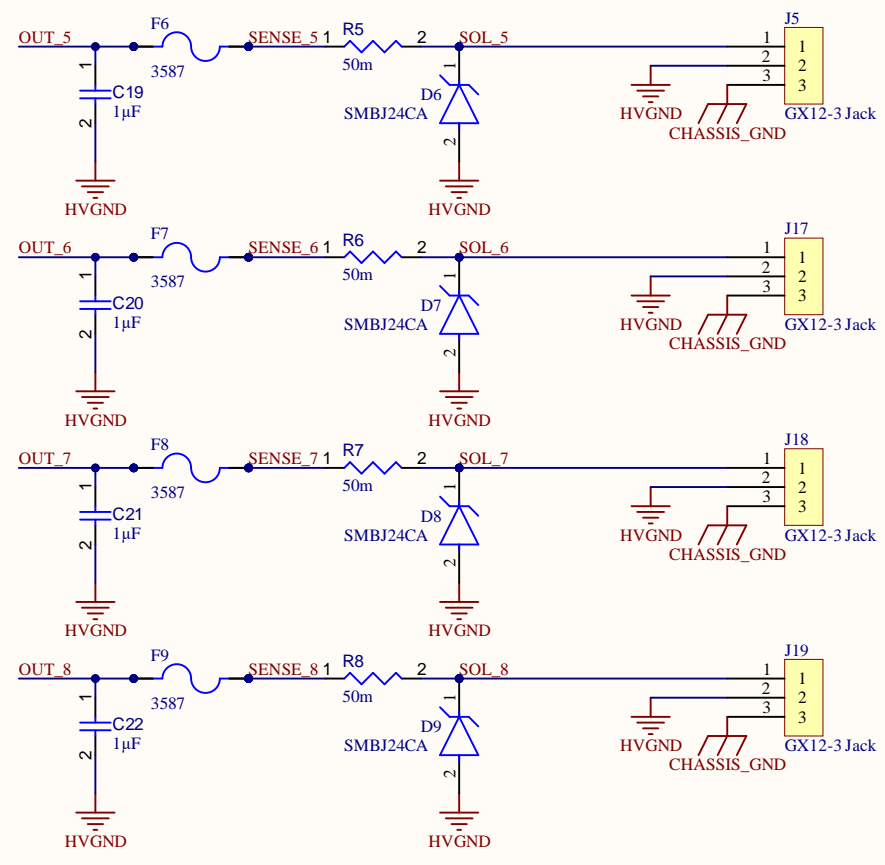 J5
F6
OUT_5
SENSE_5 1
R5
2
SOL_5
1
1
2
2
3
3
3587
50m
1
C19
1µF
2
1
D6
SMBJ24CA
2
HVGND
GX12-3 Jack
CHASSIS_GND
HVGND
HVGND
J17
F7
OUT_6
SENSE_6 1
R6
2
SOL_6
1
1
2
2
3
3
3587
50m
1
C20
1µF
2
1
D7
SMBJ24CA
2
HVGND
GX12-3 Jack
CHASSIS_GND
HVGND
HVGND
J18
F8
OUT_7
SENSE_7 1
R7
2
SOL_7
1
1
2
2
3
3
3587
50m
1
C21
1µF
2
1
D8
SMBJ24CA
2
HVGND
GX12-3 Jack
CHASSIS_GND
HVGND
HVGND
J19
F9
OUT_8
SENSE_8 1
R8
2
SOL_8
1
1
2
2
3
3
3587
50m
1
C22
1µF
2
1
D9
SMBJ24CA
2
HVGND
GX12-3 Jack
CHASSIS_GND
HVGND
HVGND